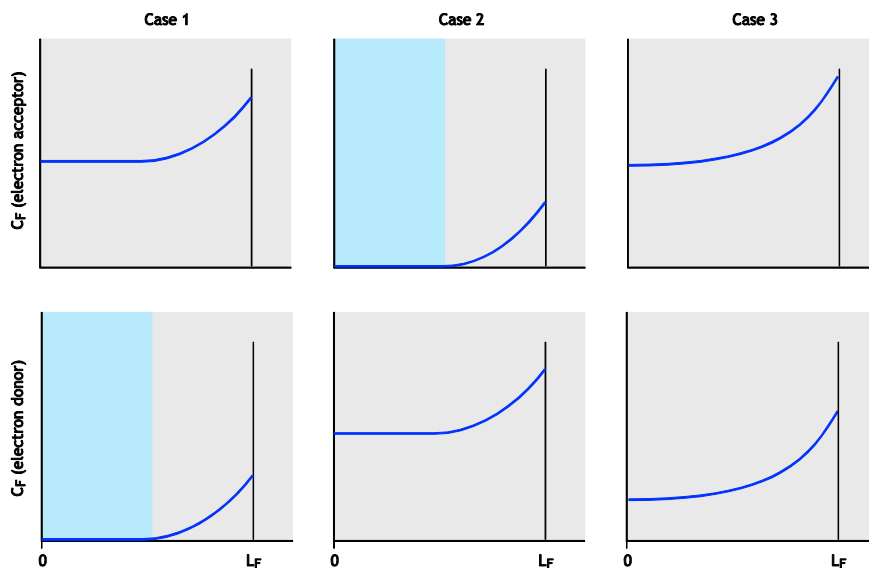 Case 1
Case 2
Case 3
CF (electron acceptor)
CF (electron donor)
0
LF
0
LF
0
LF